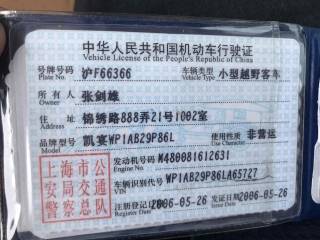 中华人民共和国机动车行驶证
Vehicle License of the People's Republic of China
号牌号码 Plate No. 沪F66366 车辆类型 Vehicle Type 小型越野客车
所有人 Owner 张剑雄
住址 Address 锦绣路888弄21号1002室
品牌型号 Model 凯宴WP1AB29P86L 使用性质 Use Character 非营运
发动机号码 Engine No. M480081612631
车辆识别代号 VIN WP1AB29P86LA65727
注册登记日期 Register Date 2006-05-26 发证日期 Issue Date 2006-05-26
上海市公
安局交通
警察总队